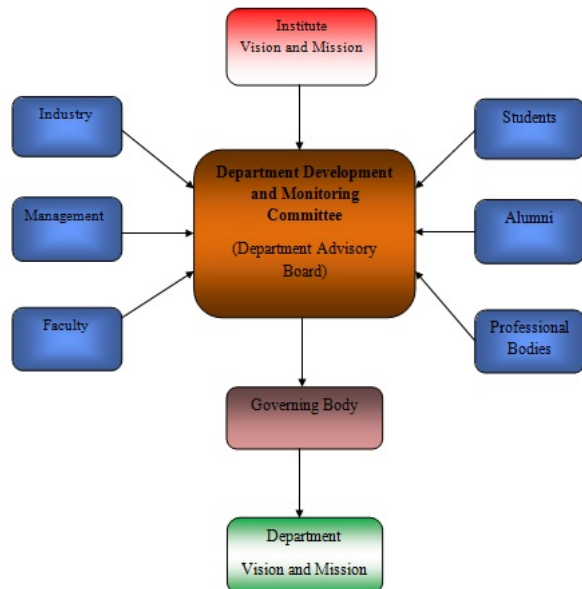 Institute
Vision and Mission
Industry
Students
Department Development
and Monitoring
Committee
(Department Advisory
Board)
Management
Alumni
Faculty
Professional
Bodies
Governing Body
Department
Vision and Mission